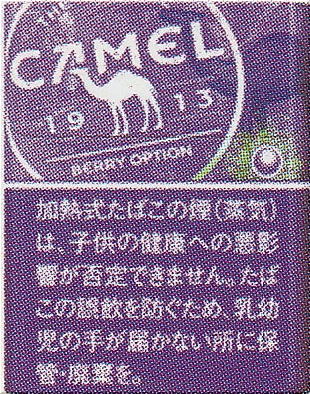 THE
CAMEL
1913
BERRY OPTION
加熱式たばこの煙(蒸気)
は、子供の健康への悪影
響が否定できません。たば
この誤飲を防ぐため、乳幼
児の手が届かない所に保
管・廃棄を。